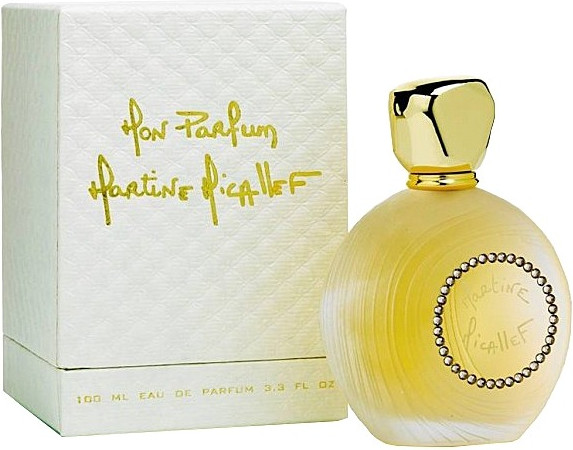 Mon Parfum
Martine Micallef
100 ML EAU DE PARFUM 3.3 FL OZ
Martine
Micallef